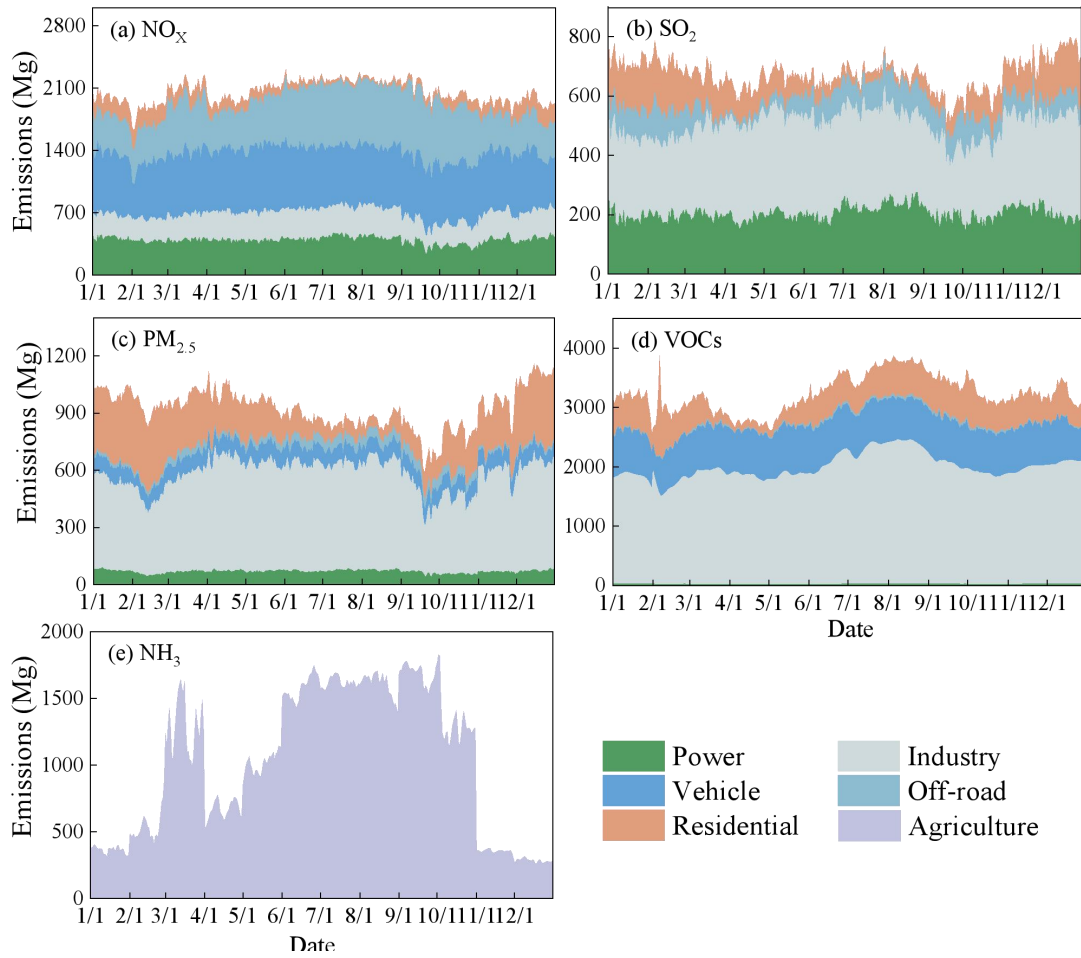 (a) NOX
(b) SO2
Emissions (Mg)
2800
2100
1400
700
0
1/1 2/1 3/1 4/1 5/1 6/1 7/1 8/1 9/1 10/1 11/1 12/1
800
600
400
200
0
1/1 2/1 3/1 4/1 5/1 6/1 7/1 8/1 9/1 10/1 11/1 12/1
(c) PM2.5
(d) VOCs
Emissions (Mg)
1200
900
600
300
0
1/1 2/1 3/1 4/1 5/1 6/1 7/1 8/1 9/1 10/1 11/1 12/1
4000
3000
2000
1000
0
1/1 2/1 3/1 4/1 5/1 6/1 7/1 8/1 9/1 10/1 11/1 12/1
Date
(e) NH3
Emissions (Mg)
2000
1500
1000
500
0
1/1 2/1 3/1 4/1 5/1 6/1 7/1 8/1 9/1 10/1 11/1 12/1
Date
Power
Industry
Vehicle
Off-road
Residential
Agriculture